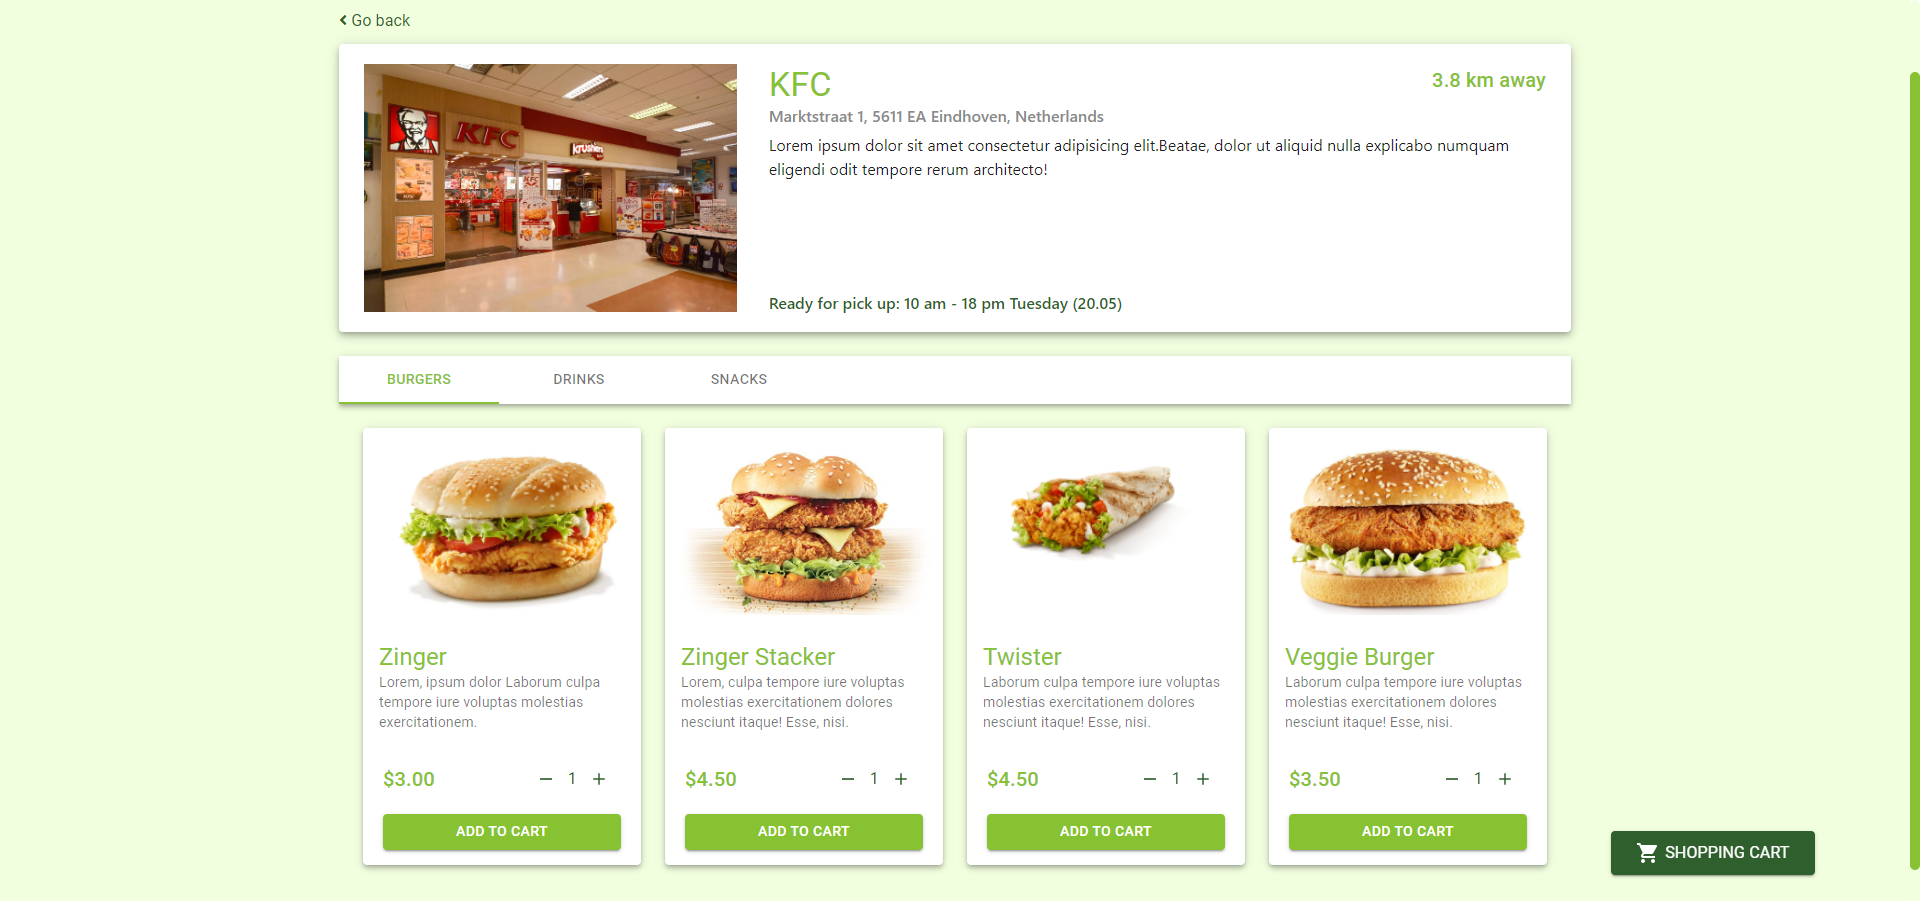 Go back
KFC
krushers
KFC
3.8 km away
Marktstraat 1, 5611 EA Eindhoven, Netherlands
Lorem ipsum dolor sit amet consectetur adipisicing elit.Beatae, dolor ut aliquid nulla explicabo numquam
eligendi odit tempore rerum architecto!
Ready for pick up: 10 am - 18 pm Tuesday (20.05)
BURGERS
DRINKS
SNACKS
Zinger
Lorem, ipsum dolor Laborum culpa
tempore iure voluptas molestias
exercitationem.
$3.00
1
ADD TO CART
Zinger Stacker
Lorem, culpa tempore iure voluptas
molestias exercitationem dolores
nesciunt itaque! Esse, nisi.
$4.50
1
ADD TO CART
Twister
Laborum culpa tempore iure voluptas
molestias exercitationem dolores
nesciunt itaque! Esse, nisi.
$4.50
1
ADD TO CART
Veggie Burger
Laborum culpa tempore iure voluptas
molestias exercitationem dolores
nesciunt itaque! Esse, nisi.
$3.50
1
ADD TO CART
SHOPPING CART